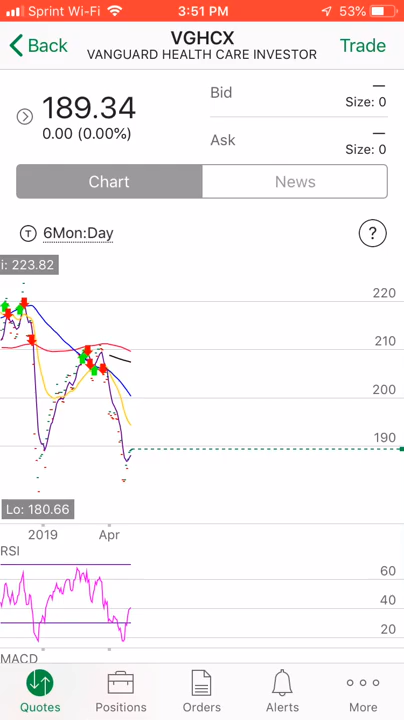 Sprint Wi-Fi 3:51 PM 53%
Back VGHCX Trade
VANGUARD HEALTH CARE INVESTOR
189.34
0.00 (0.00%)
Bid —
Size: 0
Ask —
Size: 0
Chart News
T 6Mon:Day ?
i: 223.82
220
210
200
190
Lo: 180.66
2019 Apr
RSI
60
40
20
MACD
Quotes Positions Orders Alerts More